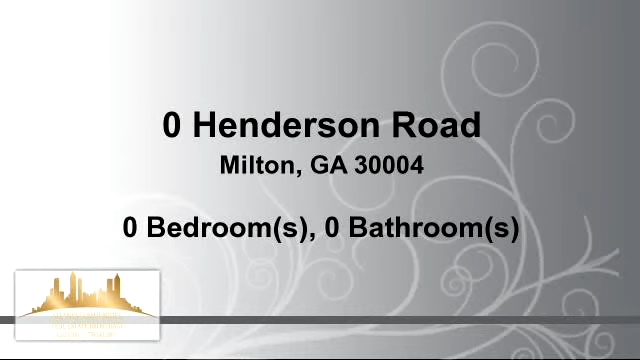 0 Henderson Road
Milton, GA 30004
0 Bedroom(s), 0 Bathroom(s)